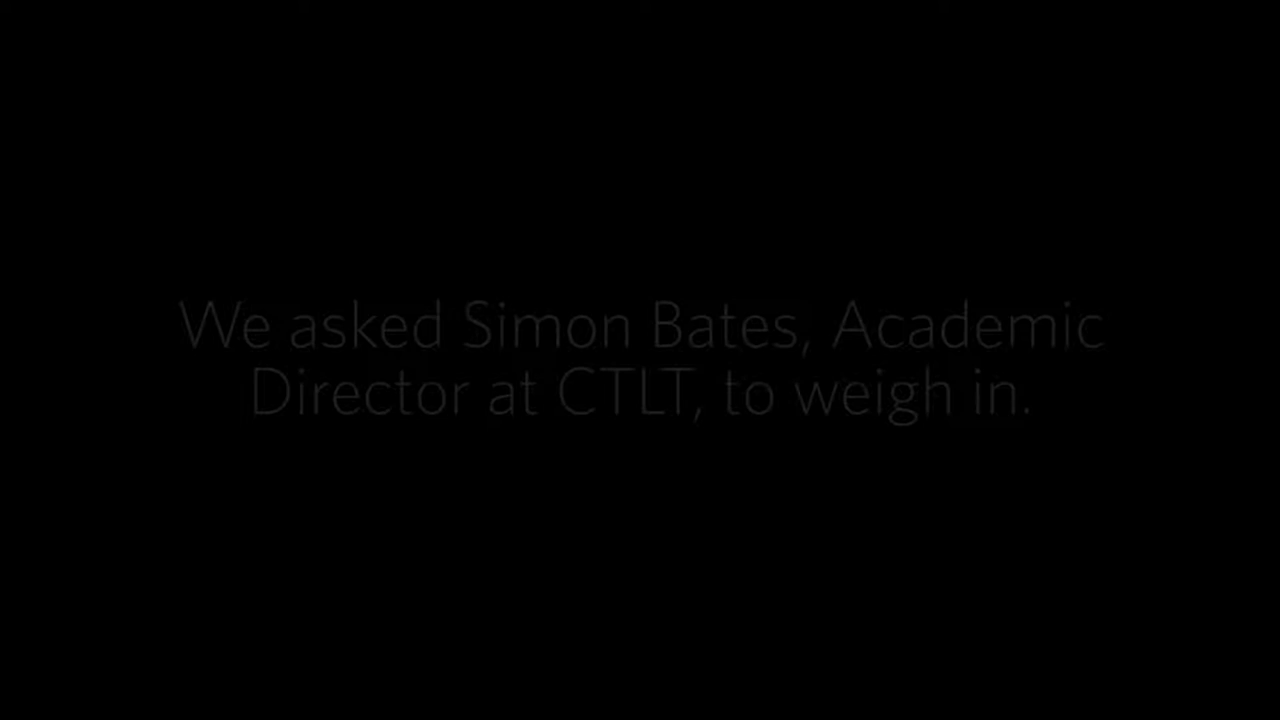 We asked Simon Bates, Academic
Director at CTLT, to weigh in.